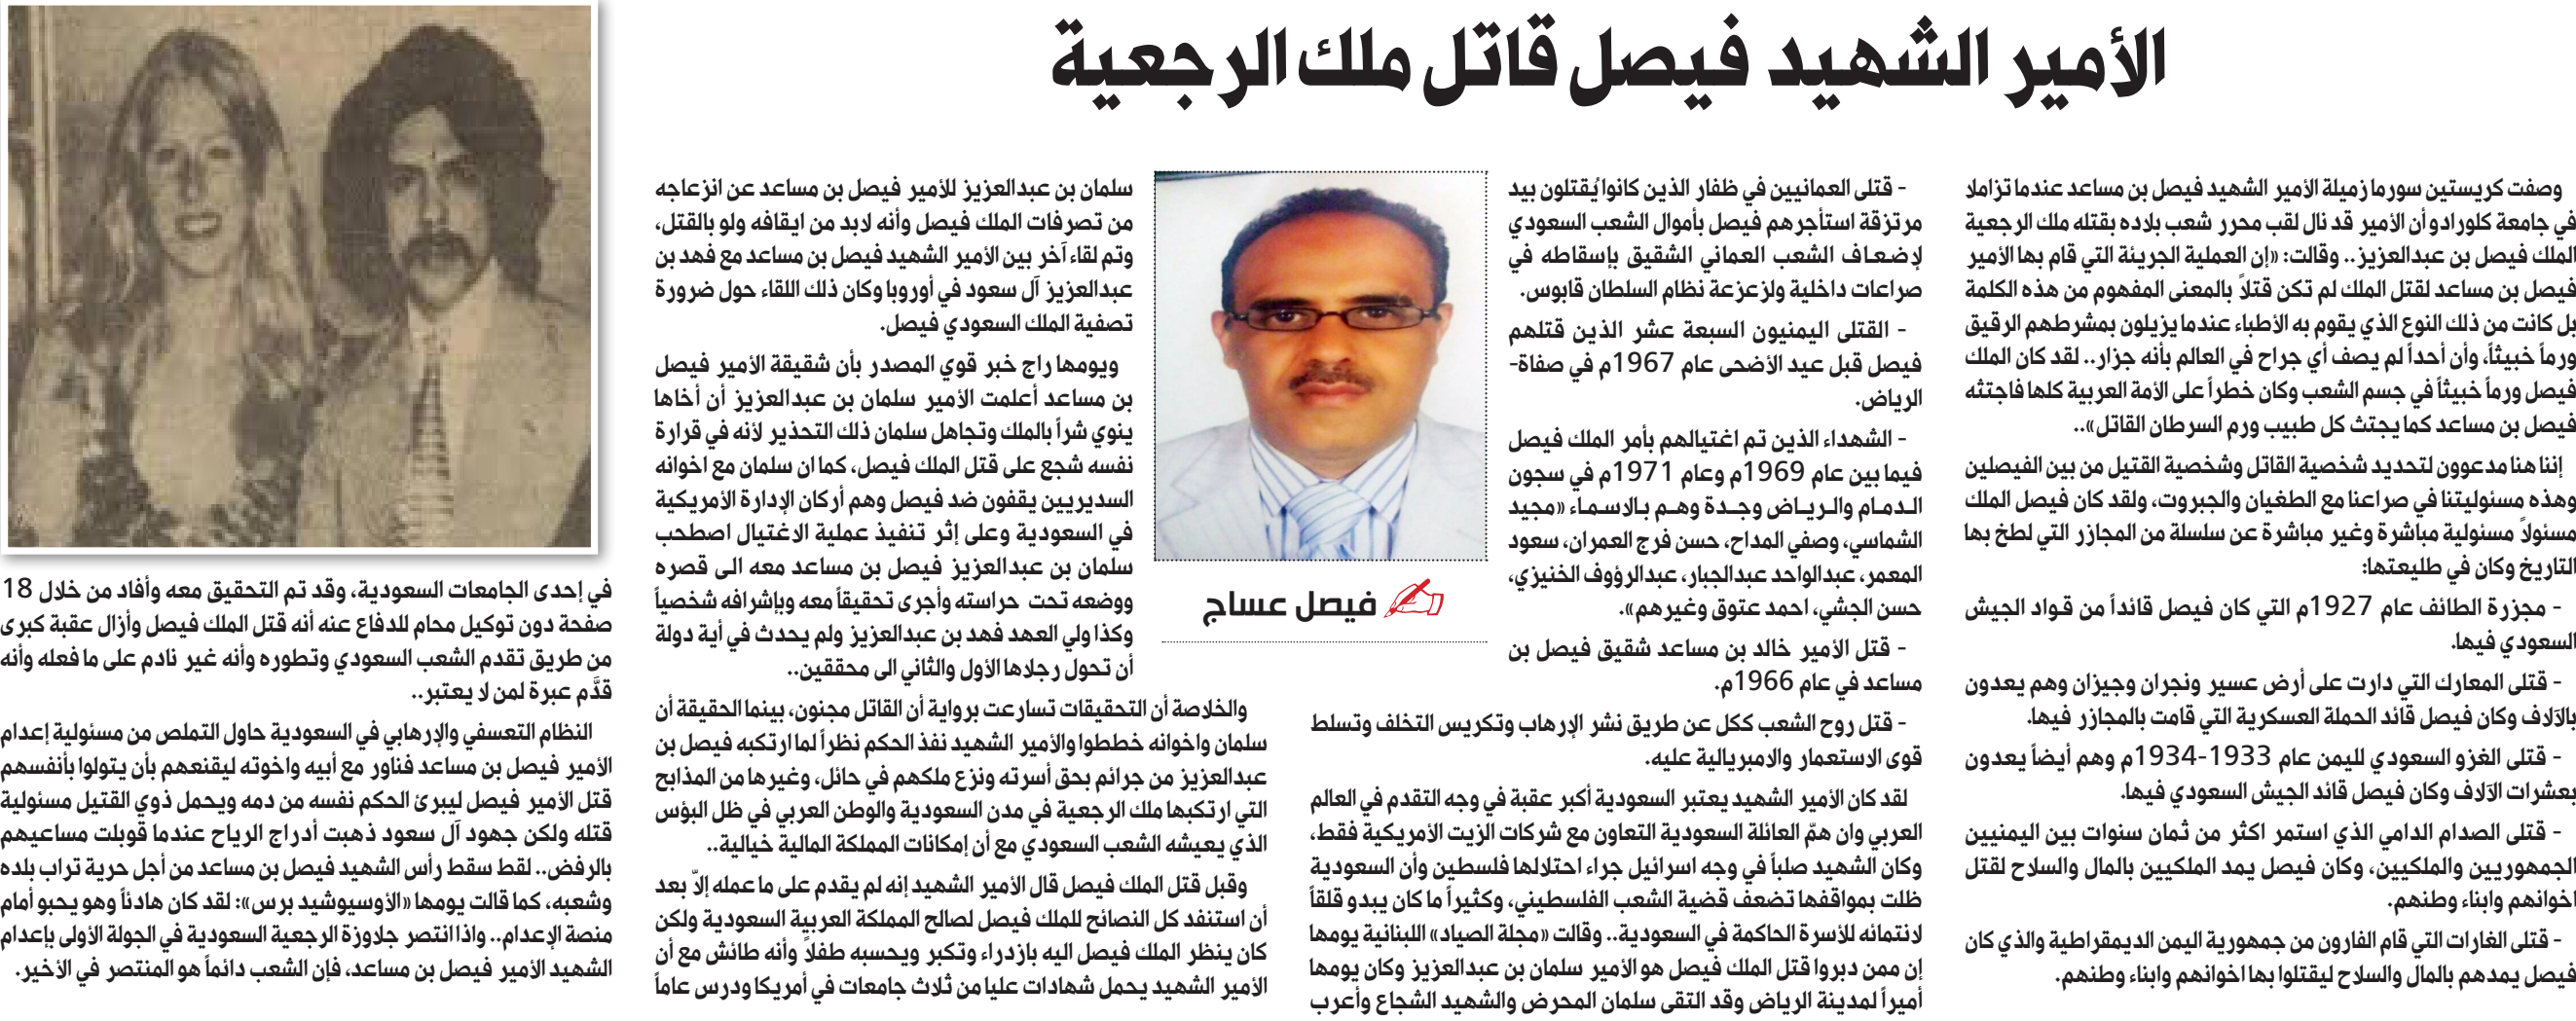 الأمير الشهيد فيصل قاتل ملك الرجعية
وصفت كريستين سورما زميلة الأمير الشهيد فيصل بن مساعد عندما تزاملا
في جامعة كلورادو أن الأمير قد نال لقب محرر شعب بلاده بقتله ملك الرجعية
الملك فيصل بن عبدالعزيز.. وقالت: «إن العملية الجريئة التي قام بها الأمير
فيصل بن مساعد لقتل الملك لم تكن قتلاً بالمعنى المفهوم من هذه الكلمة
بل كانت من ذلك النوع الذي يقوم به الأطباء عندما يزيلون بمشرطهم الرقيق
ورماً خبيثاً، وأن أحداً لم يصف أي جراح في العالم بأنه جزار.. لقد كان الملك
فيصل ورماً خبيثاً في جسم الشعب وكان خطراً على الأمة العربية كلها فاجتثه
فيصل بن مساعد كما يجتث كل طبيب ورم السرطان القاتل»..
إننا هنا مدعوون لتحديد شخصية القاتل وشخصية القتيل من بين الفيصلين
وهذه مسئوليتنا في صراعنا مع الطغيان والجبروت، ولقد كان فيصل الملك
مسئولاً مسئولية مباشرة وغير مباشرة عن سلسلة من المجازر التي لطخ بها
التاريخ وكان في طليعتها:
- مجزرة الطائف عام 1927م التي كان فيصل قائداً من قواد الجيش
السعودي فيها.
- قتلى المعارك التي دارت على أرض عسير ونجران وجيزان وهم يعدون
بالآلاف وكان فيصل قائد الحملة العسكرية التي قامت بالمجازر فيها.
- قتلى الغزو السعودي لليمن عام 1933-1934م وهم أيضاً يعدون
بعشرات الآلاف وكان فيصل قائد الجيش السعودي فيها.
- قتلى الصدام الدامي الذي استمر اكثر من ثمان سنوات بين اليمنيين
الجمهوريين والملكيين، وكان فيصل يمد الملكيين بالمال والسلاح لقتل
اخوانهم وابناء وطنهم.
- قتلى الغارات التي قام الفارون من جمهورية اليمن الديمقراطية والذي كان
فيصل يمدهم بالمال والسلاح ليقتلوا بها اخوانهم وابناء وطنهم.
- قتلى العمانيين في ظفار الذين كانوا يُقتلون بيد
مرتزقة استأجرهم فيصل بأموال الشعب السعودي
لإضعاف الشعب العماني الشقيق بإسقاطه في
صراعات داخلية ولزعزعة نظام السلطان قابوس.
- القتلى اليمنيون السبعة عشر الذين قتلهم
فيصل قبل عيد الأضحى عام 1967م في صفاة-
الرياض.
- الشهداء الذين تم اغتيالهم بأمر الملك فيصل
فيما بين عام 1969م وعام 1971م في سجون
الدمام والرياض وجدة وهم بالاسماء «مجيد
الشماسي، وصفي المداح، حسن فرج العمران، سعود
المعمر، عبدالواحد عبدالجبار، عبدالرؤوف الخنيزي،
حسن الجشي، احمد عتوق وغيرهم».
- قتل الأمير خالد بن مساعد شقيق فيصل بن
مساعد في عام 1966م.
- قتل روح الشعب ككل عن طريق نشر الإرهاب وتكريس التخلف وتسلط
قوى الاستعمار والامبريالية عليه.
لقد كان الأمير الشهيد يعتبر السعودية أكبر عقبة في وجه التقدم في العالم
العربي وان همّ العائلة السعودية التعاون مع شركات الزيت الأمريكية فقط،
وكان الشهيد صلباً في وجه اسرائيل جراء احتلالها فلسطين وأن السعودية
ظلت بمواقفها تضعف قضية الشعب الفلسطيني، وكثيراً ما كان يبدو قلقاً
لانتمائه للأسرة الحاكمة في السعودية.. وقالت «مجلة الصياد» اللبنانية يومها
إن ممن دبروا قتل الملك فيصل هو الأمير سلمان بن عبدالعزيز وكان يومها
أميراً لمدينة الرياض وقد التقى سلمان المحرض والشهيد الشجاع وأعرب
فيصل عساج
سلمان بن عبدالعزيز للأمير فيصل بن مساعد عن انزعاجه
من تصرفات الملك فيصل وأنه لابد من ايقافه ولو بالقتل،
وتم لقاء آخر بين الأمير الشهيد فيصل بن مساعد مع فهد بن
عبدالعزيز آل سعود في أوروبا وكان ذلك اللقاء حول ضرورة
تصفية الملك السعودي فيصل.
ويومها راج خبر قوي المصدر بأن شقيقة الأمير فيصل
بن مساعد أعلمت الأمير سلمان بن عبدالعزيز أن أخاها
ينوي شراً بالملك وتجاهل سلمان ذلك التحذير لأنه في قرارة
نفسه شجع على قتل الملك فيصل، كما ان سلمان مع اخوانه
السديريين يقفون ضد فيصل وهم أركان الإدارة الأمريكية
في السعودية وعلى إثر تنفيذ عملية الاغتيال اصطحب
سلمان بن عبدالعزيز فيصل بن مساعد معه الى قصره
ووضعه تحت حراسته وأجرى تحقيقاً معه وبإشرافه شخصياً
وكذا ولي العهد فهد بن عبدالعزيز ولم يحدث في أية دولة
أن تحول رجلاها الأول والثاني الى محققين..
والخلاصة أن التحقيقات تسارعت برواية أن القاتل مجنون، بينما الحقيقة أن
سلمان واخوانه خططوا والأمير الشهيد نفذ الحكم نظراً لما ارتكبه فيصل بن
عبدالعزيز من جرائم بحق أسرته ونزع ملكهم في حائل، وغيرها من المذابح
التي ارتكبها ملك الرجعية في مدن السعودية والوطن العربي في ظل البؤس
الذي يعيشه الشعب السعودي مع أن إمكانات المملكة المالية خيالية..
وقبل قتل الملك فيصل قال الأمير الشهيد إنه لم يقدم على ما عمله إلاّ بعد
أن استنفد كل النصائح للملك فيصل لصالح المملكة العربية السعودية ولكن
كان ينظر الملك فيصل اليه بازدراء وتكبر ويحسبه طفلاً وأنه طائش مع أن
الأمير الشهيد يحمل شهادات عليا من ثلاث جامعات في أمريكا ودرس عاماً
في إحدى الجامعات السعودية، وقد تم التحقيق معه وأفاد من خلال 18
صفحة دون توكيل محام للدفاع عنه أنه قتل الملك فيصل وأزال عقبة كبرى
من طريق تقدم الشعب السعودي وتطوره وأنه غير نادم على ما فعله وأنه
قدَّم عبرة لمن لا يعتبر..
النظام التعسفي والإرهابي في السعودية حاول التملص من مسئولية إعدام
الأمير فيصل بن مساعد فناور مع أبيه واخوته ليقنعهم بأن يتولوا بأنفسهم
قتل الأمير فيصل ليبرئ الحكم نفسه من دمه ويحمل ذوي القتيل مسئولية
قتله ولكن جهود آل سعود ذهبت أدراج الرياح عندما قوبلت مساعيهم
بالرفض.. لقط سقط رأس الشهيد فيصل بن مساعد من أجل حرية تراب بلده
وشعبه، كما قالت يومها «الأوسيوشيد برس»: لقد كان هادئاً وهو يحبو أمام
منصة الإعدام.. واذا انتصر جلاوزة الرجعية السعودية في الجولة الأولى بإعدام
الشهيد الأمير فيصل بن مساعد، فإن الشعب دائماً هو المنتصر في الأخير.